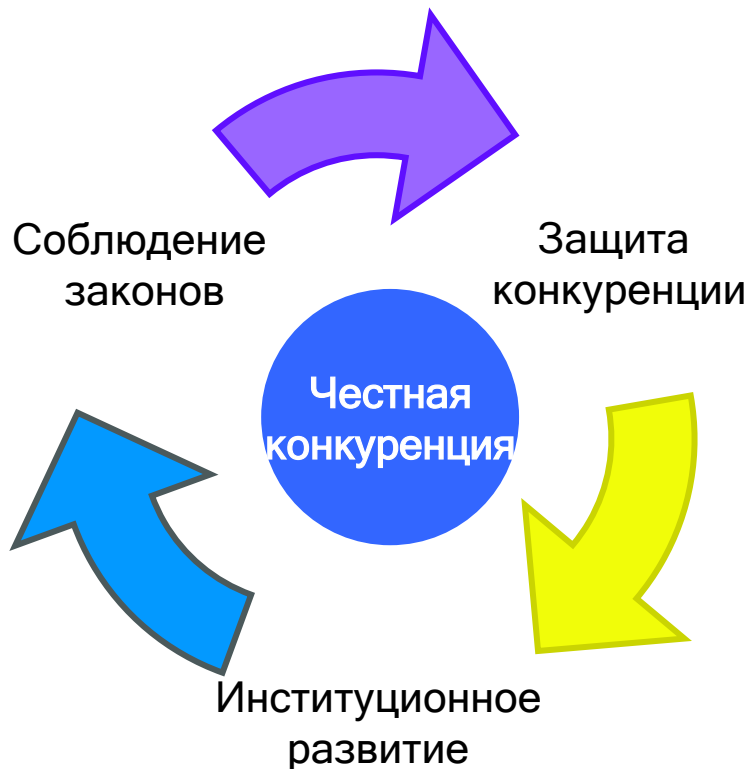 Соблюдение
законов
Защита
конкуренции
Честная
конкуренция
Институционное
развитие